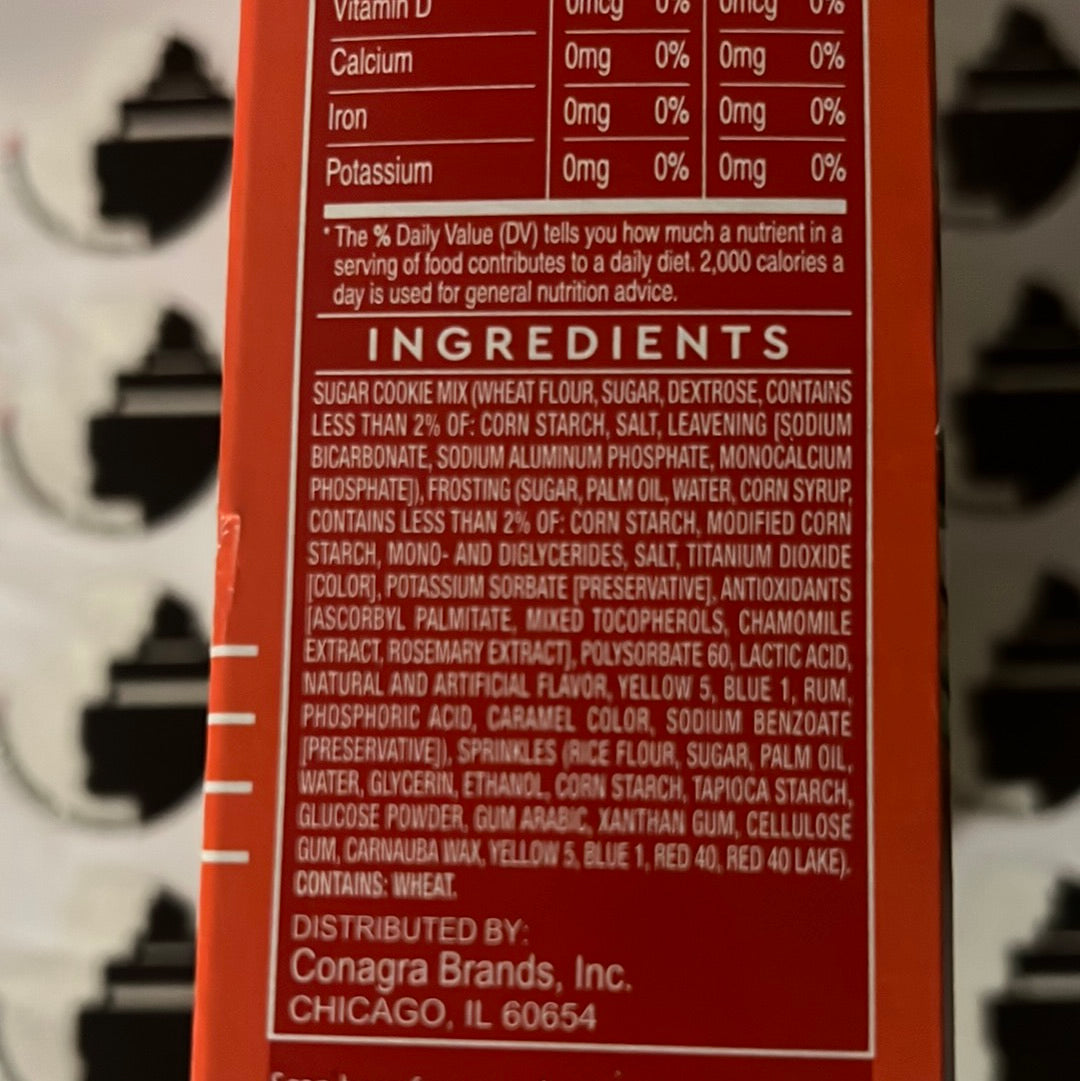 Vitamin D 0mcg 0% 0mcg 0%
Calcium 0mg 0% 0mg 0%
Iron 0mg 0% 0mg 0%
Potassium 0mg 0% 0mg 0%
* The % Daily Value (DV) tells you how much a nutrient in a
serving of food contributes to a daily diet. 2,000 calories a
day is used for general nutrition advice.
INGREDIENTS
SUGAR COOKIE MIX (WHEAT FLOUR, SUGAR, DEXTROSE, CONTAINS
LESS THAN 2% OF: CORN STARCH, SALT, LEAVENING [SODIUM
BICARBONATE, SODIUM ALUMINUM PHOSPHATE, MONOCALCIUM
PHOSPHATE]), FROSTING (SUGAR, PALM OIL, WATER, CORN SYRUP,
CONTAINS LESS THAN 2% OF: CORN STARCH, MODIFIED CORN
STARCH, MONO- AND DIGLYCERIDES, SALT, TITANIUM DIOXIDE
[COLOR], POTASSIUM SORBATE [PRESERVATIVE], ANTIOXIDANTS
[ASCORBYL PALMITATE, MIXED TOCOPHEROLS, CHAMOMILE
EXTRACT, ROSEMARY EXTRACT], POLYSORBATE 60, LACTIC ACID,
NATURAL AND ARTIFICIAL FLAVOR, YELLOW 5, BLUE 1, RUM,
PHOSPHORIC ACID, CARAMEL COLOR, SODIUM BENZOATE
[PRESERVATIVE]), SPRINKLES (RICE FLOUR, SUGAR, PALM OIL,
WATER, GLYCERIN, ETHANOL, CORN STARCH, TAPIOCA STARCH,
GLUCOSE POWDER, GUM ARABIC, XANTHAN GUM, CELLULOSE
GUM, CARNAUBA WAX, YELLOW 5, BLUE 1, RED 40, RED 40 LAKE).
CONTAINS: WHEAT.
DISTRIBUTED BY:
Conagra Brands, Inc.
CHICAGO, IL 60654